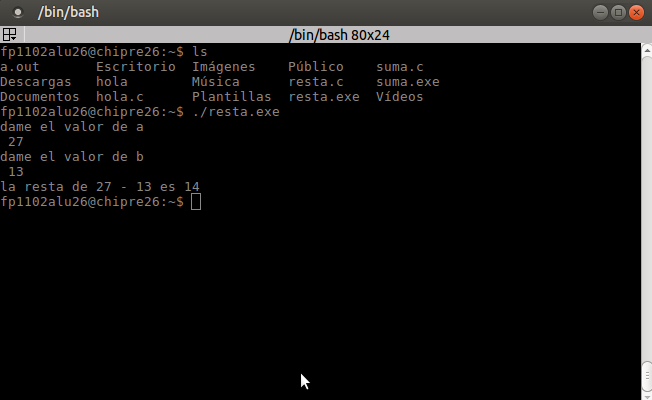 /bin/bash
/bin/bash 80x24
fp1102alu26@chipre26:~$ ls
a.out Escritorio Imágenes Público suma.c
Descargas hola Música resta.c suma.exe
Documentos hola.c Plantillas resta.exe Vídeos
fp1102alu26@chipre26:~$ ./resta.exe
dame el valor de a
27
dame el valor de b
13
la resta de 27 - 13 es 14
fp1102alu26@chipre26:~$